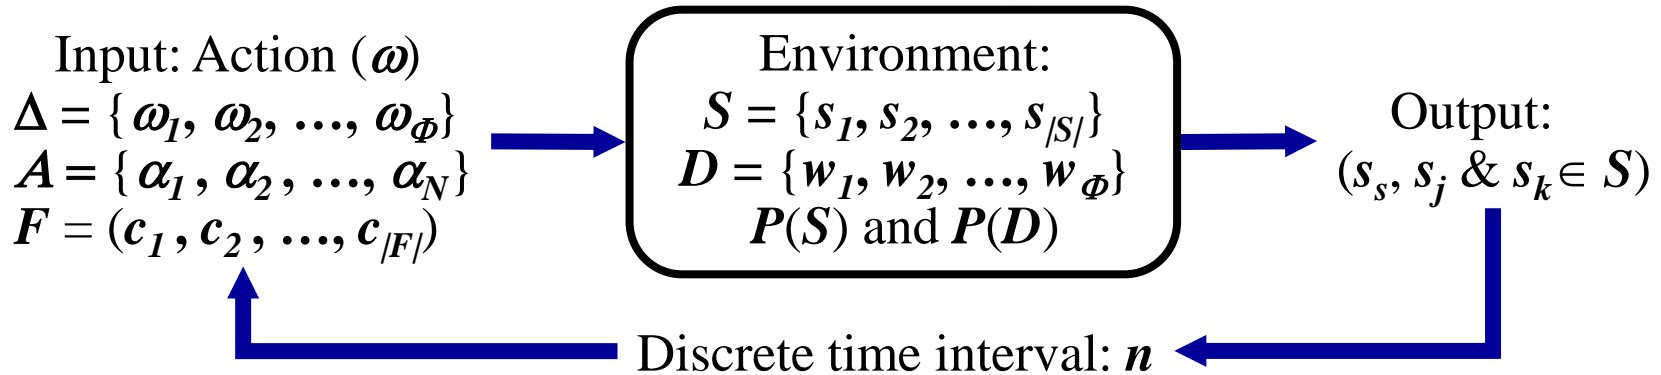 Input: Action (ω)
Δ = {ω1, ω2, …, ωΦ}
A = {α1, α2, …, αN}
F = (c1, c2, …, c|F|)
Environment:
S = {s1, s2, …, s|S|}
D = {w1, w2, …, wΦ}
P(S) and P(D)
Output:
(ss, sj & sk ∈ S)
Discrete time interval: n